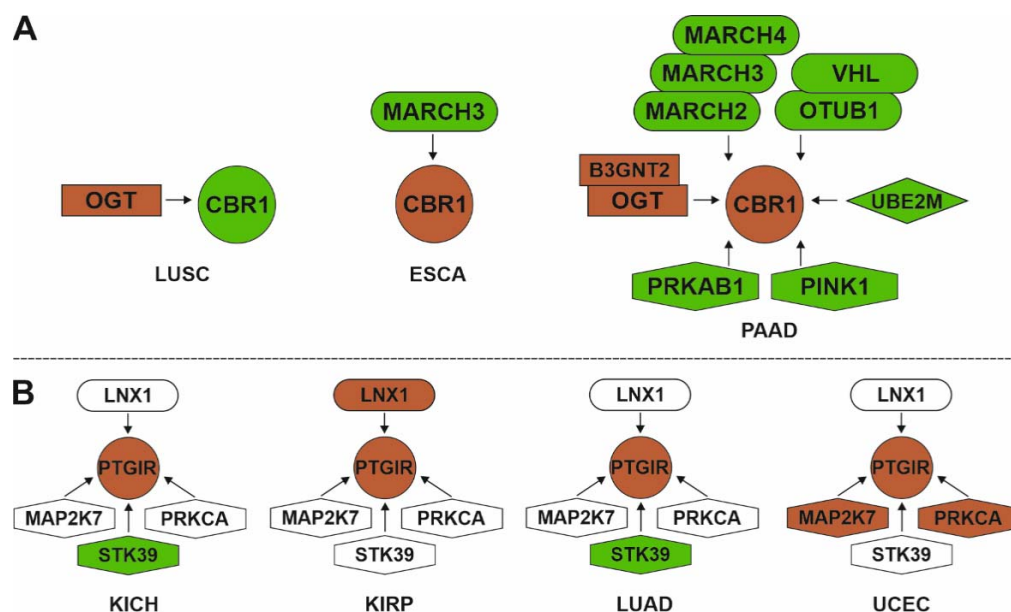 A
MARCH4
MARCH3
MARCH2
VHL
OTUB1
MARCH3
B3GNT2
OGT
CBR1
OGT
CBR1
CBR1
UBE2M
LUSC
ESCA
PRKAB1
PINK1
PAAD
B
LNX1
PTGIR
MAP2K7
PRKCA
STK39
KICH
LNX1
PTGIR
MAP2K7
PRKCA
STK39
KIRP
LNX1
PTGIR
MAP2K7
PRKCA
STK39
LUAD
LNX1
PTGIR
MAP2K7
PRKCA
STK39
UCEC